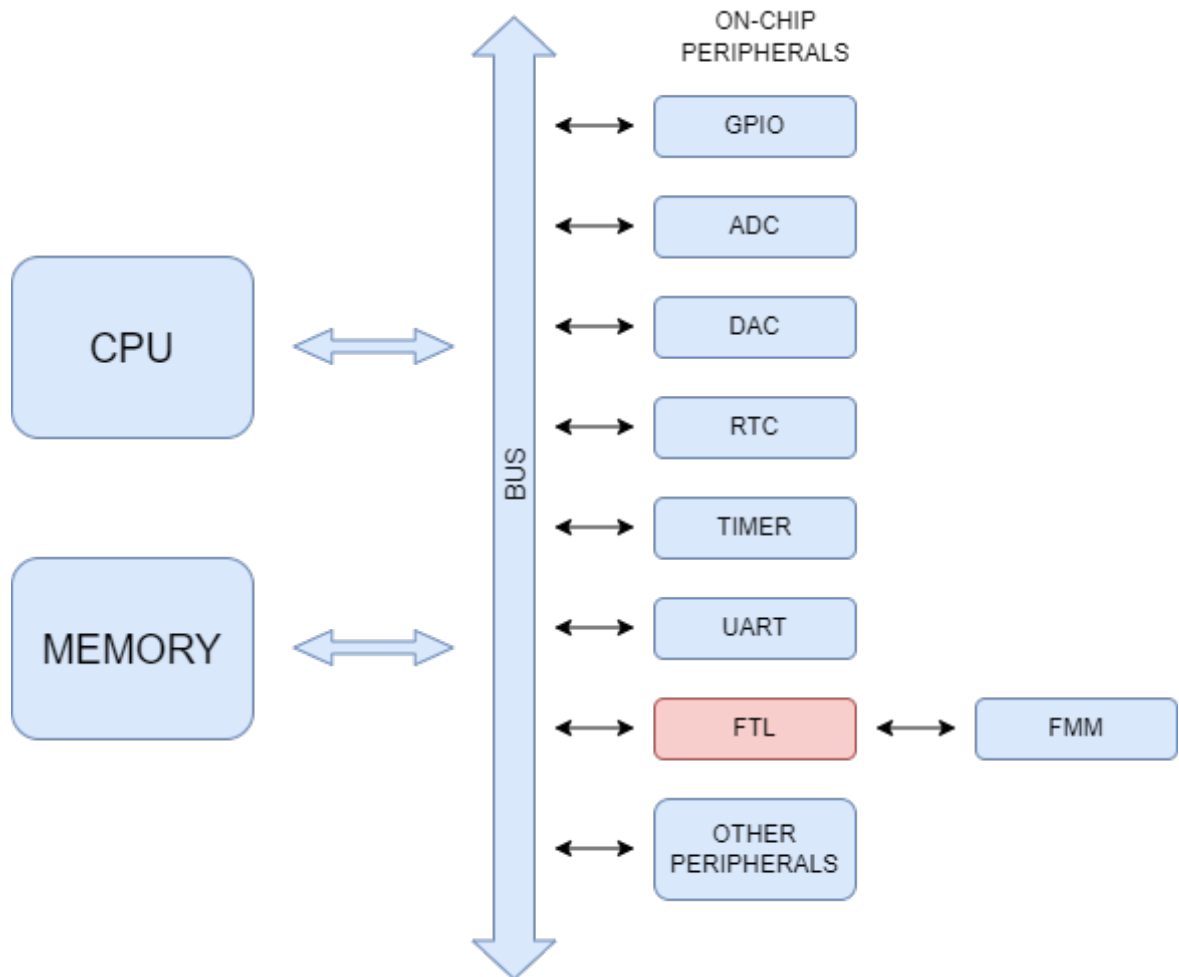 ON-CHIP
PERIPHERALS
GPIO
ADC
CPU
DAC
RTC
BUS
TIMER
MEMORY
UART
FTL
FMM
OTHER
PERIPHERALS